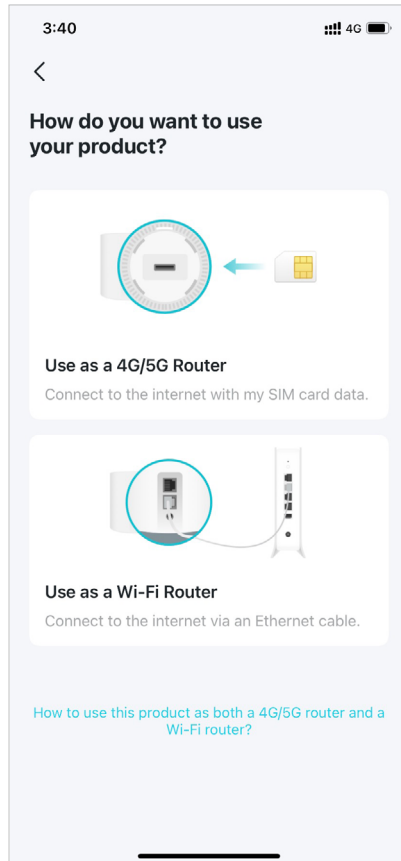 3:40
4G
How do you want to use
your product?
Use as a 4G/5G Router
Connect to the internet with my SIM card data.
Use as a Wi-Fi Router
Connect to the internet via an Ethernet cable.
How to use this product as both a 4G/5G router and a
Wi-Fi router?